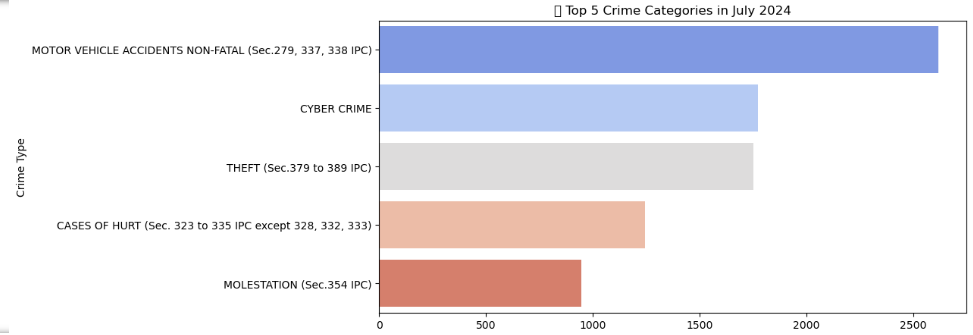 Top 5 Crime Categories in July 2024
Crime Type
MOTOR VEHICLE ACCIDENTS NON-FATAL (Sec.279, 337, 338 IPC)
CYBER CRIME
THEFT (Sec.379 to 389 IPC)
CASES OF HURT (Sec. 323 to 335 IPC except 328, 332, 333)
MOLESTATION (Sec.354 IPC)
0 500 1000 1500 2000 2500